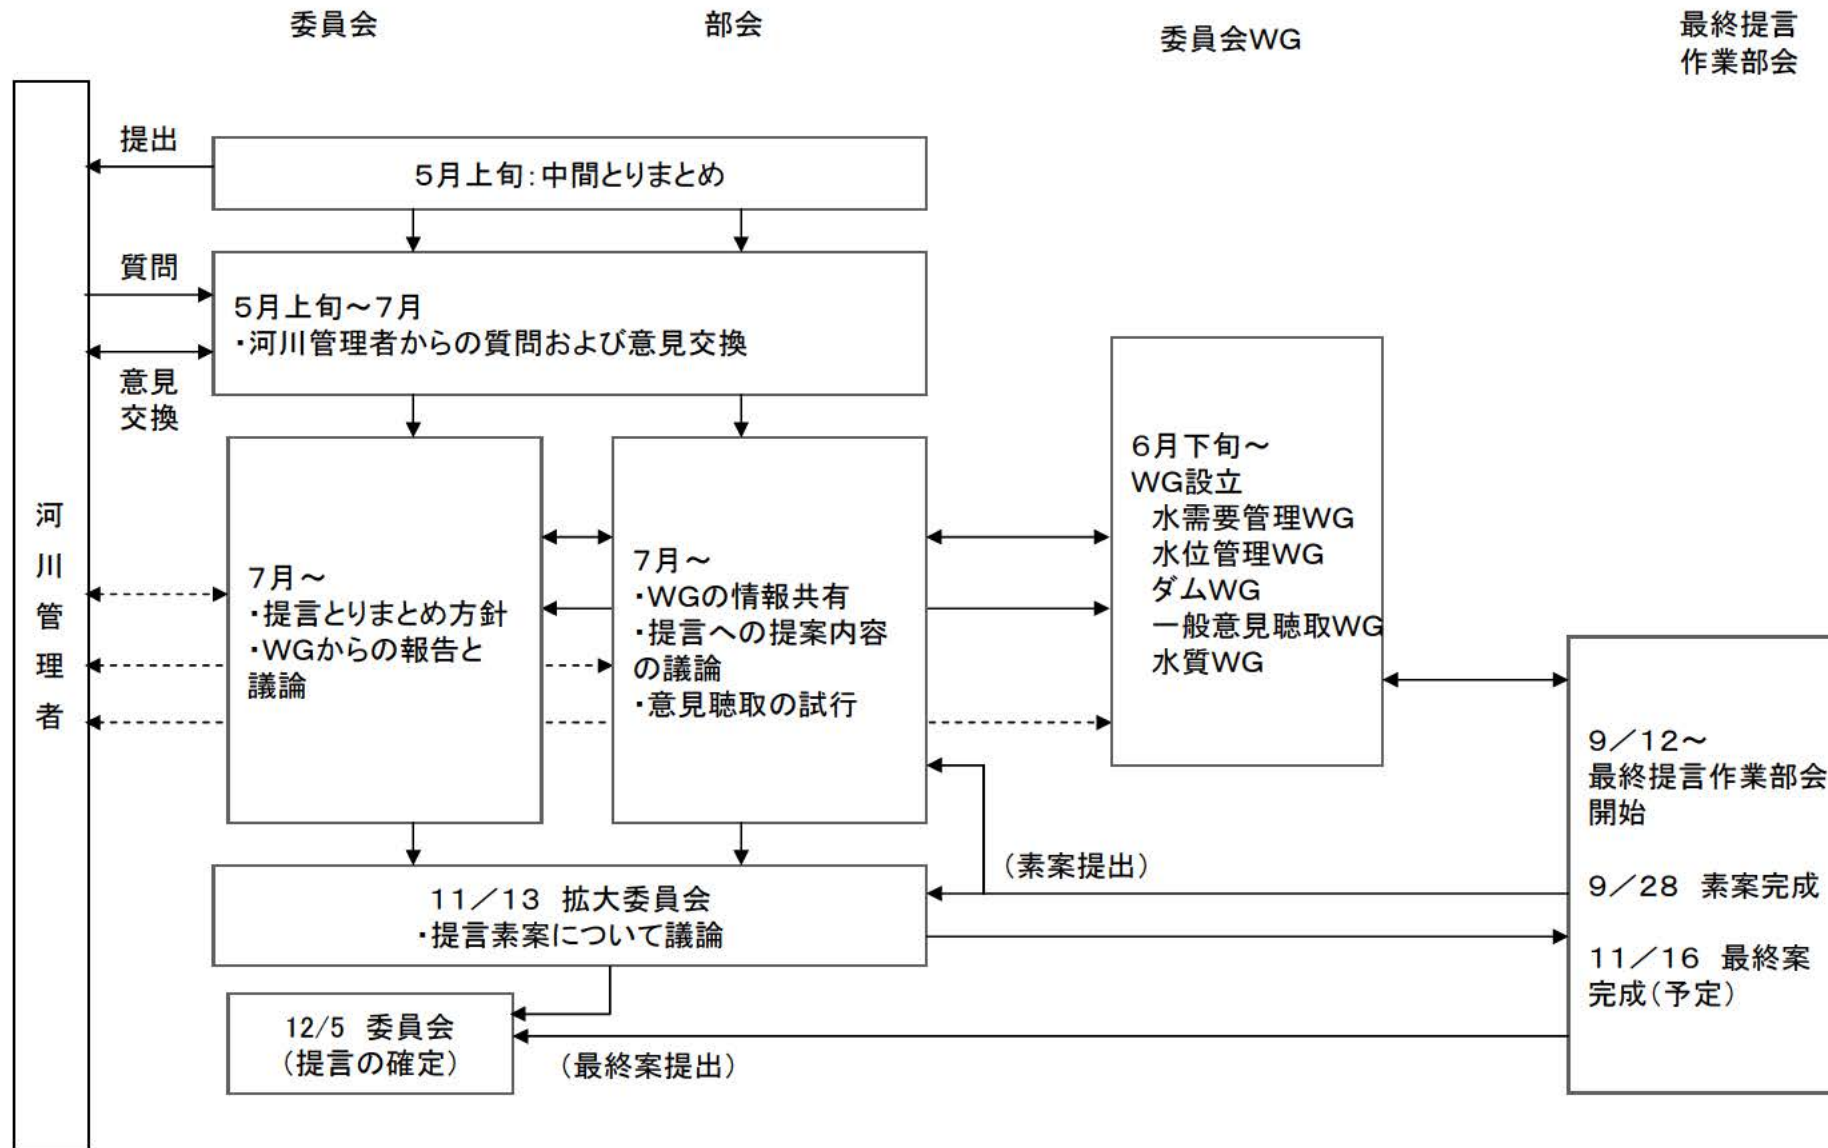 委員会
部会
委員会WG
最終提言
作業部会
提出
5月上旬：中間とりまとめ
質問
5月上旬～7月
・河川管理者からの質問および意見交換
意見
交換
河川管理者
7月～
・提言とりまとめ方針
・WGからの報告と
議論
7月～
・WGの情報共有
・提言への提案内容
の議論
・意見聴取の試行
6月下旬～
WG設立
水需要管理WG
水位管理WG
ダムWG
一般意見聴取WG
水質WG
9／12～
最終提言作業部会
開始
9／28 素案完成
11／16 最終案
完成（予定）
（素案提出）
11／13 拡大委員会
・提言素案について議論
12/5 委員会
（提言の確定）
（最終案提出）